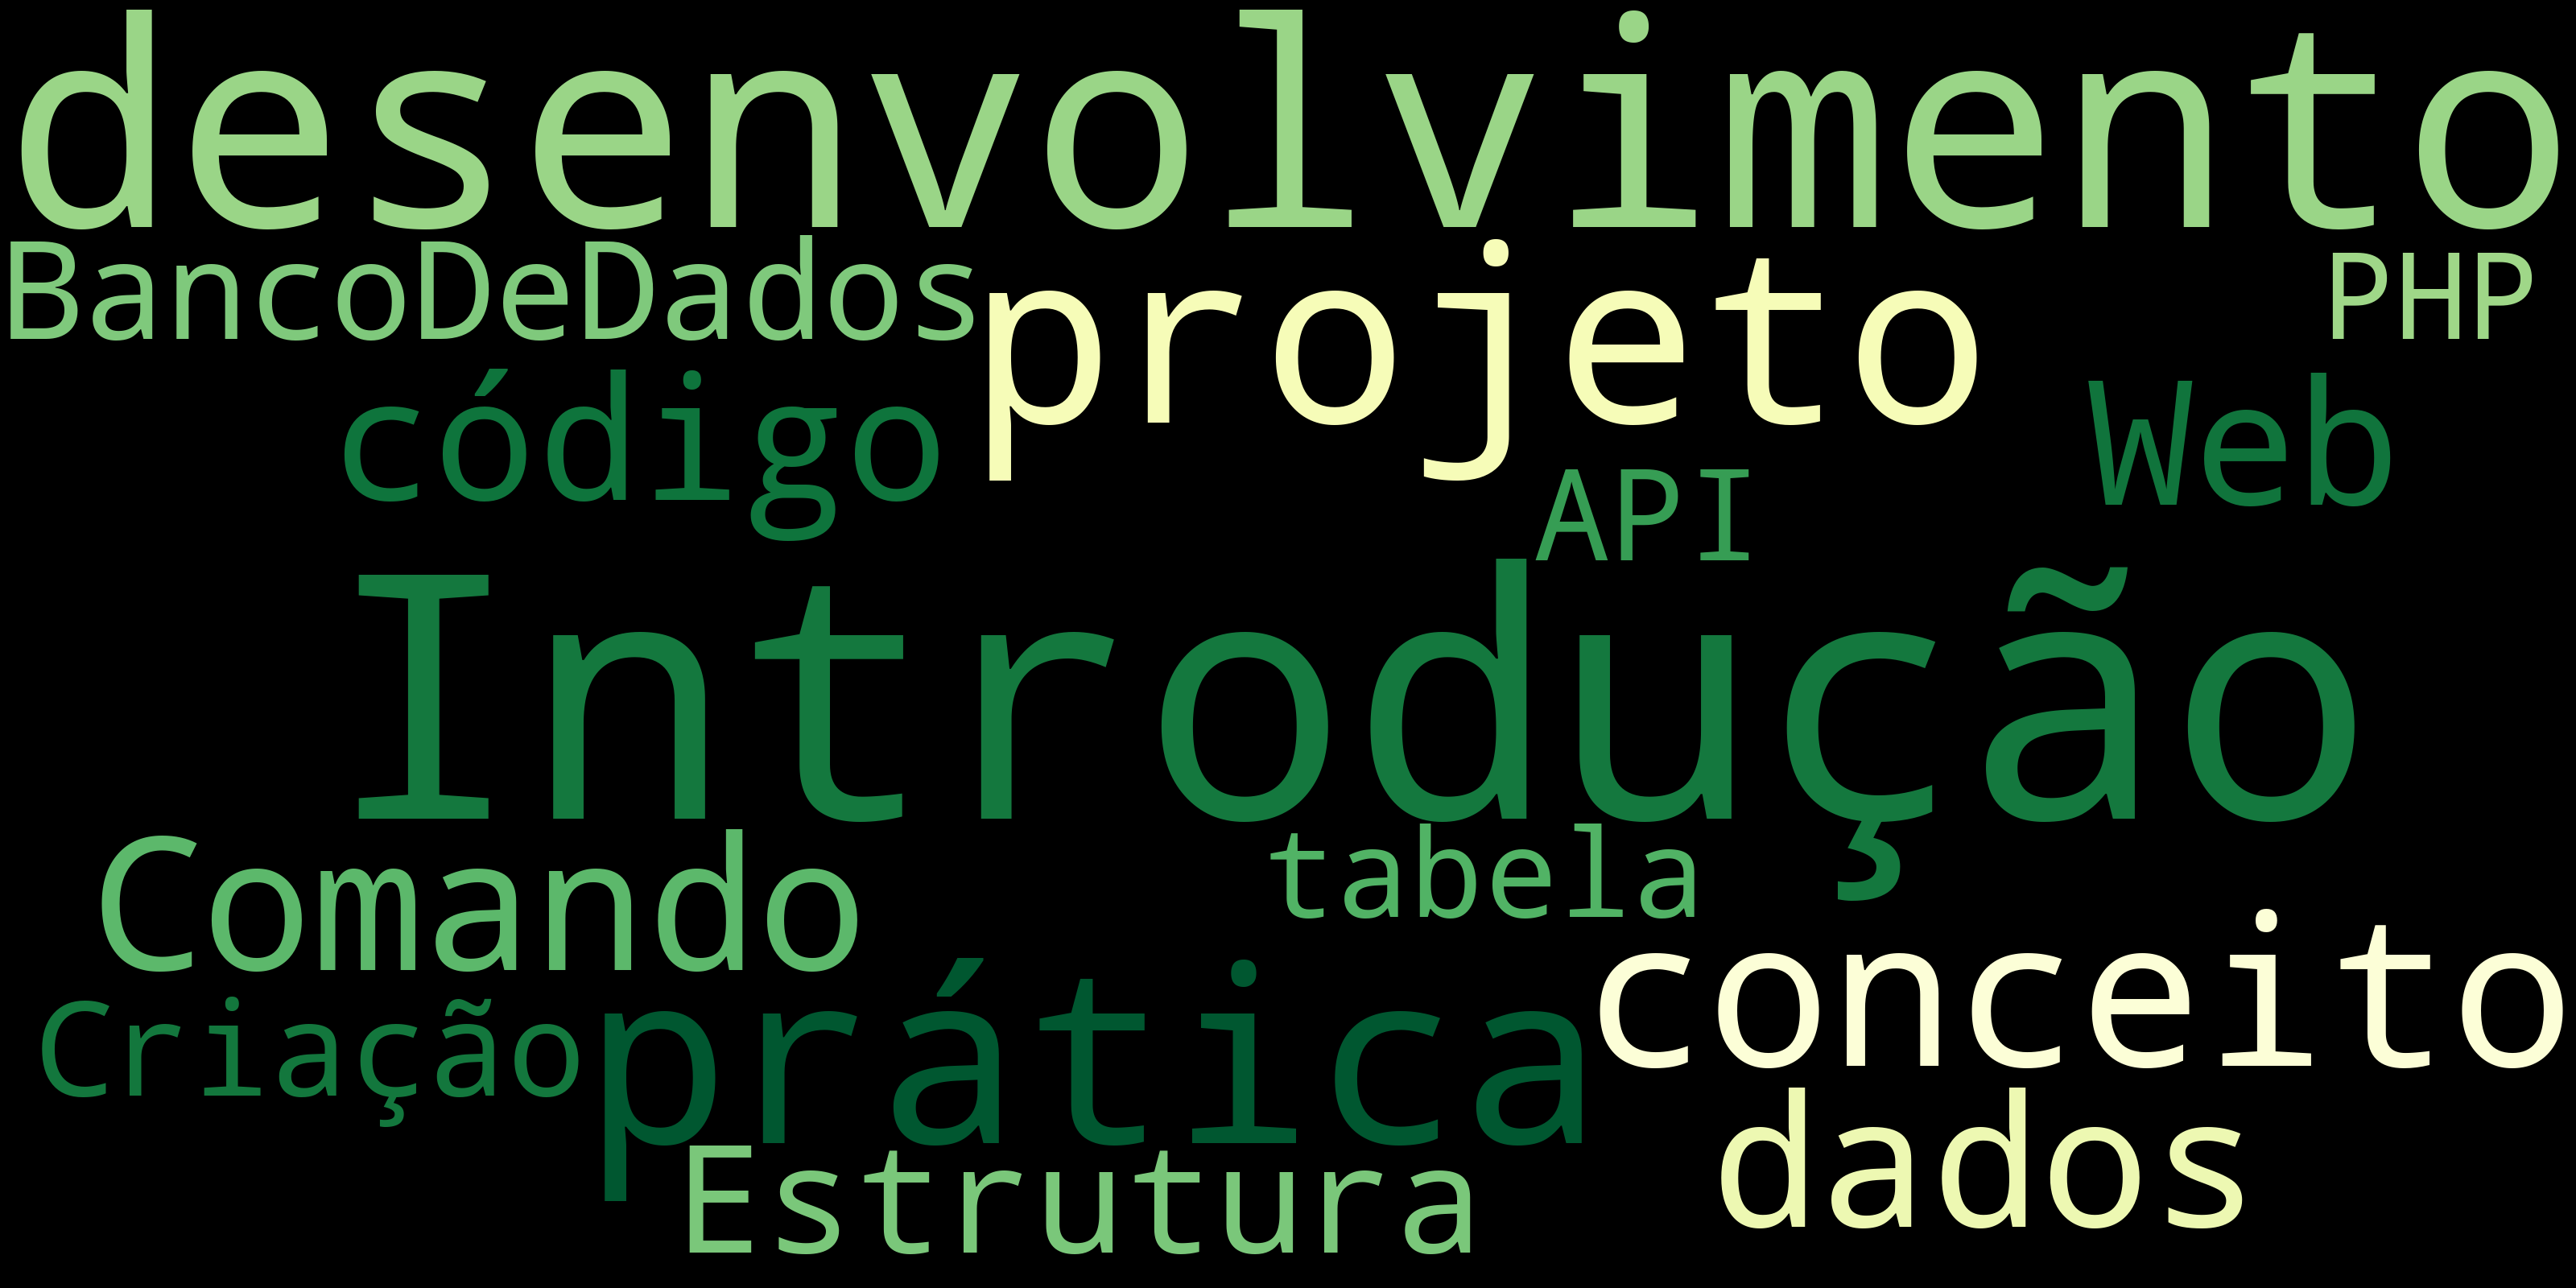 desenvolvimento
BancoDeDados projeto PHP
código Web
API
Introdução
Comando tabela
conceito
Criação prática
dados
Estrutura